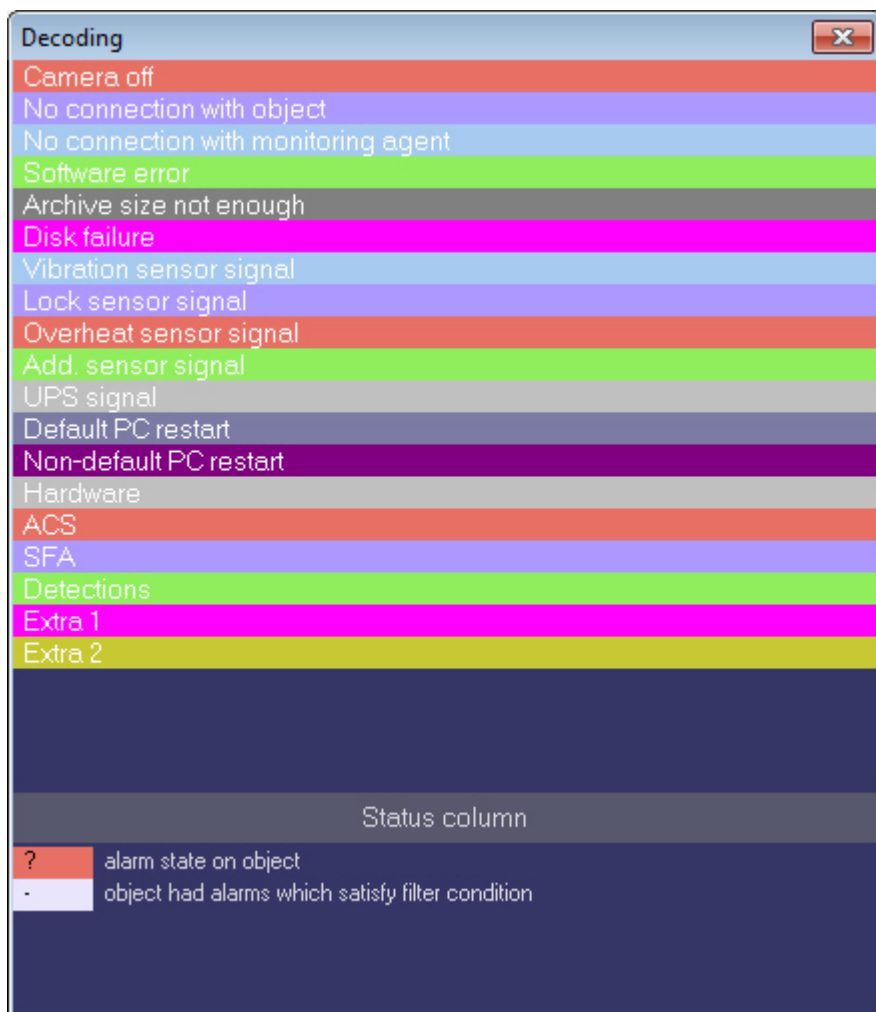 Decoding
Camera off
No connection with object
No connection with monitoring agent
Software error
Archive size not enough
Disk failure
Vibration sensor signal
Lock sensor signal
Overheat sensor signal
Add. sensor signal
UPS signal
Default PC restart
Non-default PC restart
Hardware
ACS
SFA
Detections
Extra 1
Extra 2
Status column
? alarm state on object
- object had alarms which satisfy filter condition